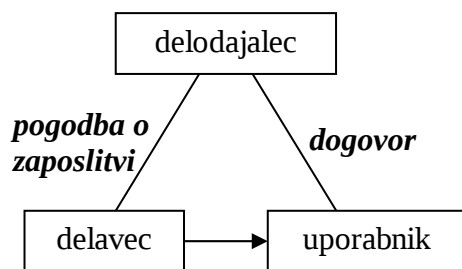 delodajalec
pogodba o
zaposlitvi
dogovor
delavec
uporabnik